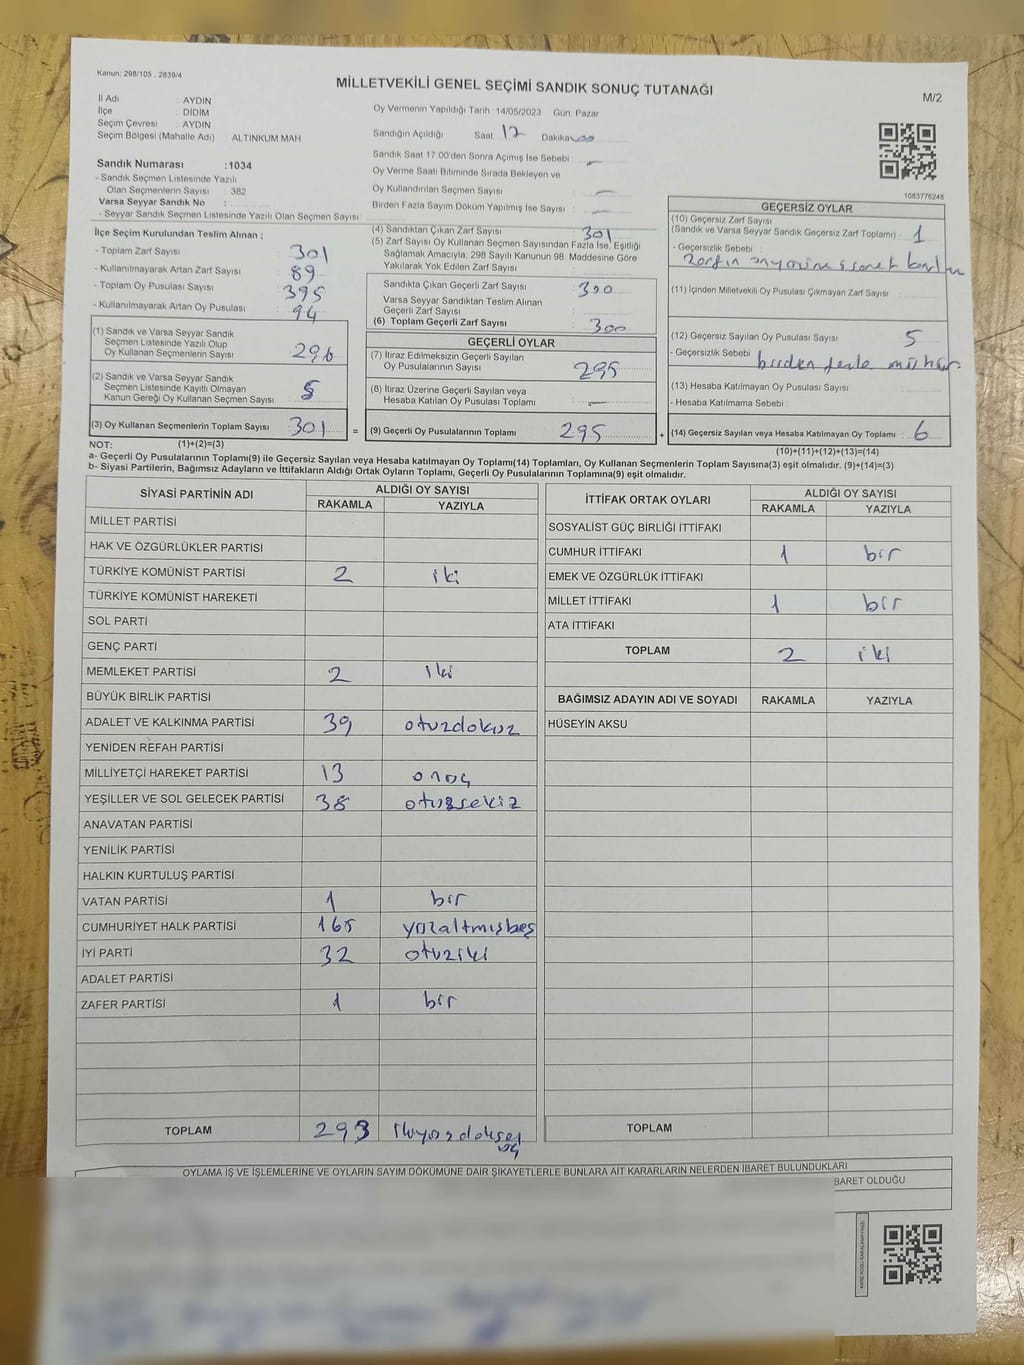 Kanun. 298/105 , 2839/4
MİLLETVEKİLİ GENEL SEÇİMİ SANDIK SONUÇ TUTANAĞI
M/2
İl Adı : AYDIN
İlçe : DİDİM
Seçim Çevresi : AYDIN
Seçim Bölgesi (Mahalle Adı) : ALTINKUM MAH
Oy Vermenin Yapıldığı Tarih : 14/05/2023 Gün: Pazar
Sandığın Açıldığı Saat 17 Dakika 00
Sandık Saat 17:00'den Sonra Açımış İse Sebebi
Oy Verme Saati Bitiminde Sırada Bekleyen ve
Oy Kullandırılan Seçmen Sayısı :
Birden Fazla Sayım Döküm Yapılmış İse Sayısı :
Sandık Numarası :1034
- Sandık Seçmen Listesinde Yazılı
Olan Seçmenlerin Sayısı : 382
Varsa Seyyar Sandık No :
- Seyyar Sandık Seçmen Listesinde Yazılı Olan Seçmen Sayısı:
1083776246
İlçe Seçim Kurulundan Teslim Alınan ;
- Toplam Zarf Sayısı : 301
- Kullanılmayarak Artan Zarf Sayısı : 89
- Toplam Oy Pusulası Sayısı : 395
- Kullanılmayarak Artan Oy Pusulası : 94
(1) Sandık ve Varsa Seyyar Sandık
Seçmen Listesinde Yazılı Olup
Oy Kullanan Seçmenlerin Sayısı : 296
(2) Sandık ve Varsa Seyyar Sandık
Seçmen Listesinde Kayıtlı Olmayan
Kanun Gereği Oy Kullanan Seçmen Sayısı : 5
(3) Oy Kullanan Seçmenlerin Toplam Sayısı : 301 =
(4) Sandıktan Çıkan Zarf Sayısı : 301
(5) Zarf Sayısı Oy Kullanan Seçmen Sayısından Fazla İse, Eşitliği
Sağlamak Amacıyla, 298 Sayılı Kanunun 98. Maddesine Göre
Yakılarak Yok Edilen Zarf Sayısı :
Sandıkta Çıkan Geçerli Zarf Sayısı : 300
Varsa Seyyar Sandıktan Teslim Alınan
Geçerli Zarf Sayısı :
(6) Toplam Geçerli Zarf Sayısı : 300
GEÇERLİ OYLAR
(7) İtiraz Edilmeksizin Geçerli Sayılan
Oy Pusulalarının Sayısı : 295
(8) İtiraz Üzerine Geçerli Sayılan veya
Hesaba Katılan Oy Pusulası Toplamı :
(9) Geçerli Oy Pusulalarının Toplamı : 295 +
GEÇERSİZ OYLAR
(10) Geçersiz Zarf Sayısı
(Sandık ve Varsa Seyyar Sandık Geçersiz Zarf Toplamı) : 1
- Geçersizlik Sebebi :
(11) İçinden Milletvekili Oy Pusulası Çıkmayan Zarf Sayısı :
(12) Geçersiz Sayılan Oy Pusulası Sayısı : 5
- Geçersizlik Sebebi : birden fazla mühür
(13) Hesaba Katılmayan Oy Pusulası Sayısı :
- Hesaba Katılmama Sebebi :
(14) Geçersiz Sayılan veya Hesaba Katılmayan Oy Toplamı : 6
NOT: (1)+(2)=(3) (10)+(11)+(12)+(13)=(14)
a- Geçerli Oy Pusulalarının Toplamı(9) ile Geçersiz Sayılan veya Hesaba katılmayan Oy Toplamı(14) Toplamları, Oy Kullanan Seçmenlerin Toplam Sayısına(3) eşit olmalıdır. (9)+(14)=(3)
b- Siyasi Partilerin, Bağımsız Adayların ve İttifakların Aldığı Ortak Oyların Toplamı, Geçerli Oy Pusulalarının Toplamına(9) eşit olmalıdır.
SİYASİ PARTİNİN ADI ALDIĞI OY SAYISI
RAKAMLA YAZIYLA
MİLLET PARTİSİ
HAK VE ÖZGÜRLÜKLER PARTİSİ
TÜRKİYE KOMÜNİST PARTİSİ 2 iki
TÜRKİYE KOMÜNİST HAREKETİ
SOL PARTİ
GENÇ PARTİ
MEMLEKET PARTİSİ 2 iki
BÜYÜK BİRLİK PARTİSİ
ADALET VE KALKINMA PARTİSİ 39 otuzdokuz
YENİDEN REFAH PARTİSİ
MİLLİYETÇİ HAREKET PARTİSİ 13 onüç
YEŞİLLER VE SOL GELECEK PARTİSİ 38 otuzsekiz
ANAVATAN PARTİSİ
YENİLİK PARTİSİ
HALKIN KURTULUŞ PARTİSİ
VATAN PARTİSİ 1 bir
CUMHURİYET HALK PARTİSİ 165 yüzaltmışbeş
İYİ PARTİ 32 otuziki
ADALET PARTİSİ
ZAFER PARTİSİ 1 bir
TOPLAM 293 ikiyüzdoksan
üç
İTTİFAK ORTAK OYLARI ALDIĞI OY SAYISI
RAKAMLA YAZIYLA
SOSYALİST GÜÇ BİRLİĞİ İTTİFAKI
CUMHUR İTTİFAKI 1 bir
EMEK VE ÖZGÜRLÜK İTTİFAKI
MİLLET İTTİFAKI 1 bir
ATA İTTİFAKI
TOPLAM 2 iki
BAĞIMSIZ ADAYIN ADI VE SOYADI RAKAMLA YAZIYLA
HÜSEYİN AKSU
TOPLAM
OYLAMA İŞ VE İŞLEMLERİNE VE OYLARIN SAYIM DÖKÜMÜNE DAİR ŞİKAYETLERLE BUNLARA AİT KARARLARIN NELERDEN İBARET BULUNDUKLARI
BARET OLDUĞU